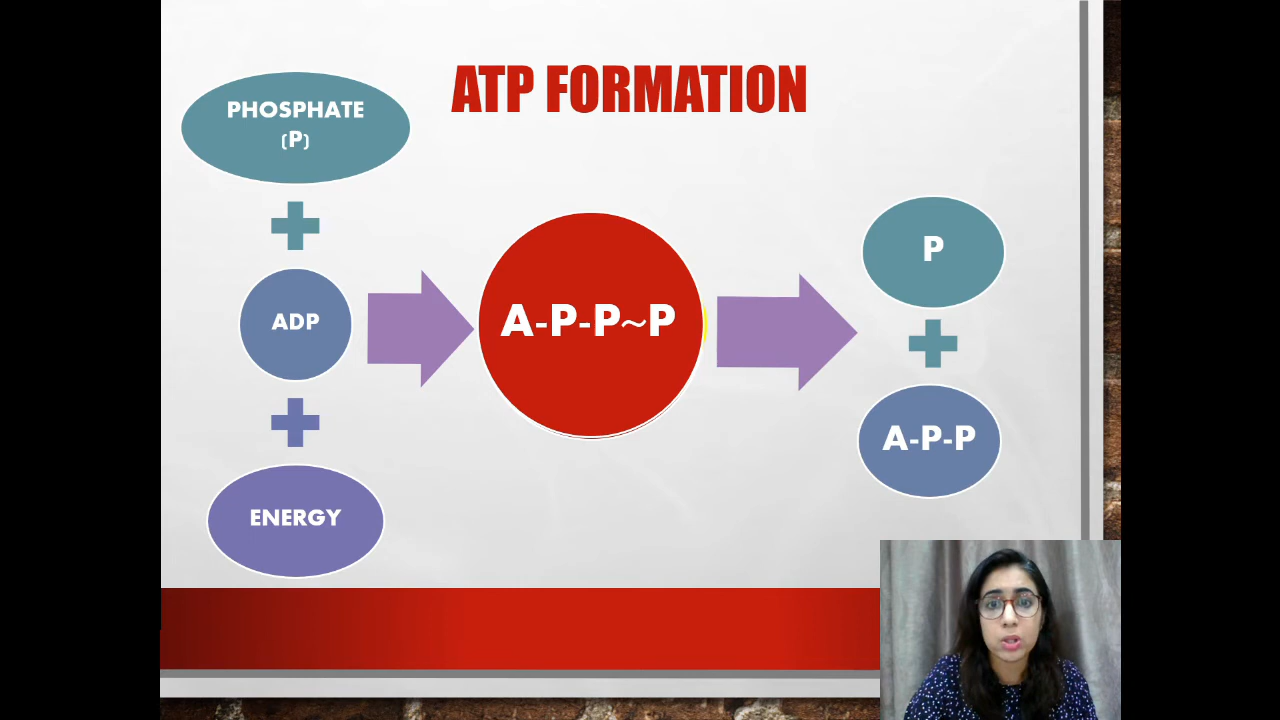 ATP FORMATION
PHOSPHATE
(P)
ADP
ENERGY
A-P-P~P
P
A-P-P